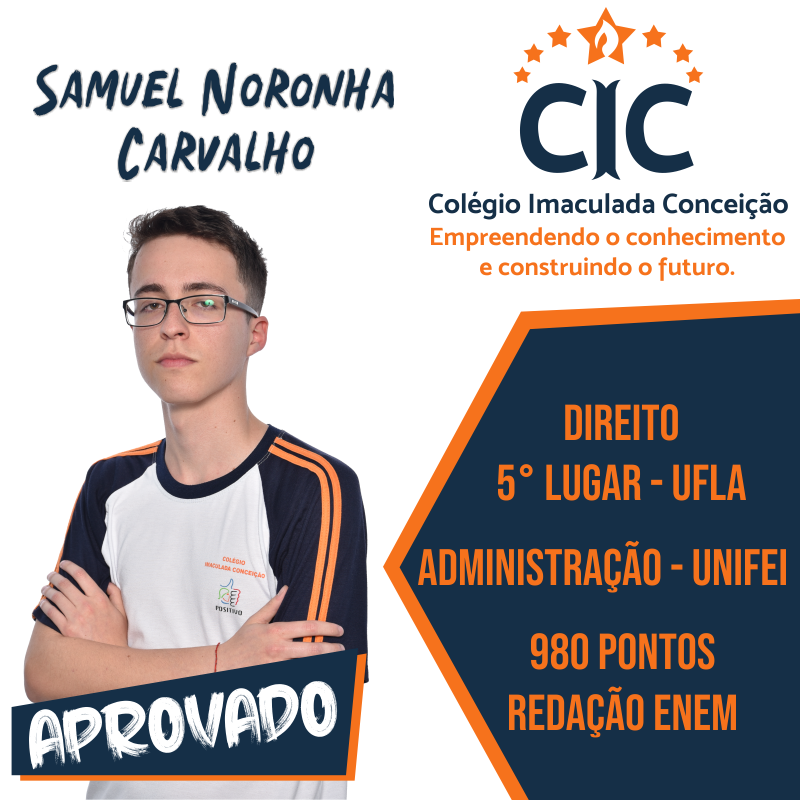 SAMUEL NORONHA
CARVALHO
CIC
Colégio Imaculada Conceição
Empreendendo o conhecimento
e construindo o futuro.
DIREITO
5° LUGAR - UFLA
ADMINISTRAÇÃO - UNIFEI
980 PONTOS
REDAÇÃO ENEM
COLÉGIO
IMACULADA CONCEIÇÃO
POSITIVO
APROVADO